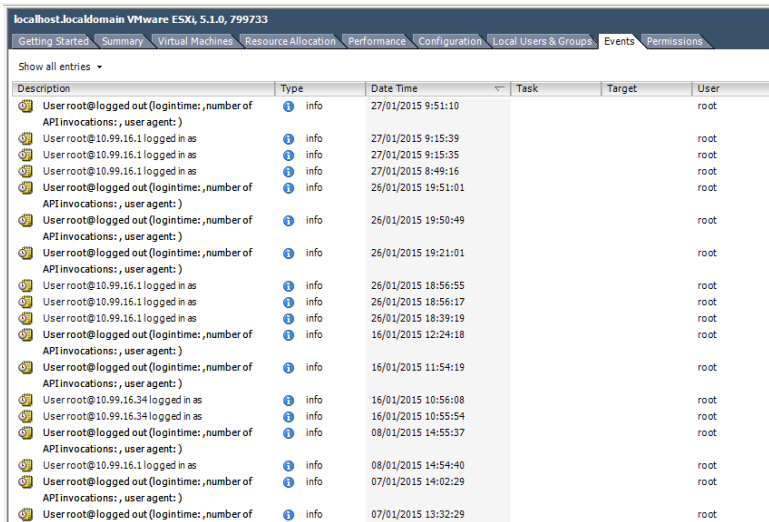 localhost.localdomain VMware ESXi, 5.1.0, 799733
Getting Started Summary Virtual Machines Resource Allocation Performance Configuration Local Users & Groups Events Permissions
Show all entries
Description Type Date Time Task Target User
User root@ logged out (login time: , number of info 27/01/2015 9:51:10 root
API invocations: , user agent: )
User root@10.99.16.1 logged in as info 27/01/2015 9:15:39 root
User root@10.99.16.1 logged in as info 27/01/2015 9:15:35 root
User root@10.99.16.1 logged in as info 27/01/2015 8:49:16 root
User root@ logged out (login time: , number of info 26/01/2015 19:51:01 root
API invocations: , user agent: )
User root@ logged out (login time: , number of info 26/01/2015 19:50:49 root
API invocations: , user agent: )
User root@ logged out (login time: , number of info 26/01/2015 19:21:01 root
API invocations: , user agent: )
User root@10.99.16.1 logged in as info 26/01/2015 18:56:55 root
User root@10.99.16.1 logged in as info 26/01/2015 18:56:17 root
User root@10.99.16.1 logged in as info 26/01/2015 18:39:19 root
User root@ logged out (login time: , number of info 16/01/2015 12:24:18 root
API invocations: , user agent: )
User root@ logged out (login time: , number of info 16/01/2015 11:54:19 root
API invocations: , user agent: )
User root@10.99.16.34 logged in as info 16/01/2015 10:56:08 root
User root@10.99.16.34 logged in as info 16/01/2015 10:55:54 root
User root@ logged out (login time: , number of info 08/01/2015 14:55:37 root
API invocations: , user agent: )
User root@10.99.16.1 logged in as info 08/01/2015 14:54:40 root
User root@ logged out (login time: , number of info 07/01/2015 14:02:29 root
API invocations: , user agent: )
User root@ logged out (login time: , number of info 07/01/2015 13:32:29 root